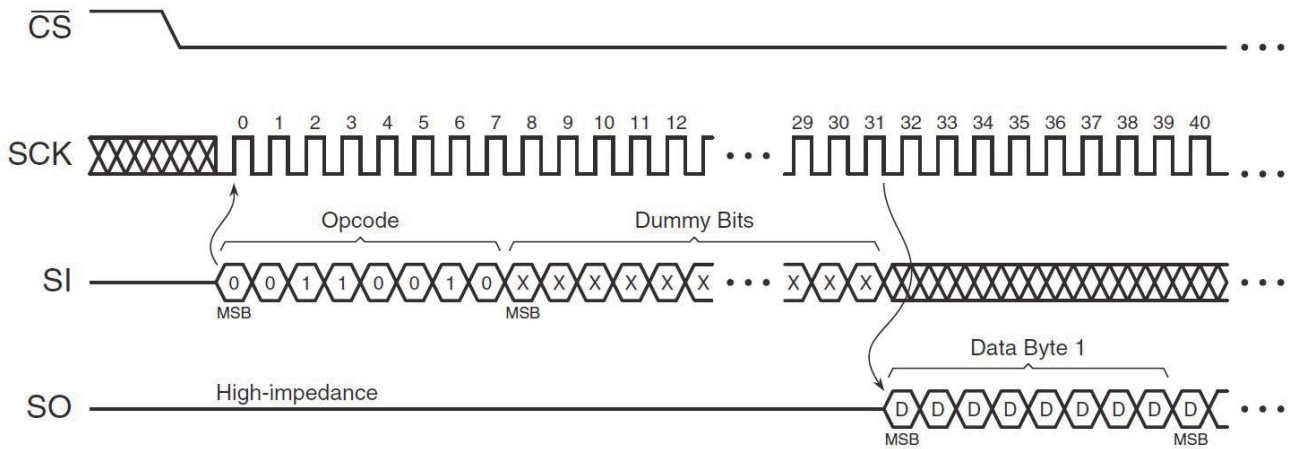 CS
• • •
0 1 2 3 4 5 6 7 8 9 10 11 12 29 30 31 32 33 34 35 36 37 38 39 40
SCK • • • • • •
Opcode Dummy Bits
SI 0 0 1 1 0 0 1 0 X X X X X X • • • X X X • • •
MSB MSB
Data Byte 1
High-impedance
SO D D D D D D D D D • • •
MSB MSB